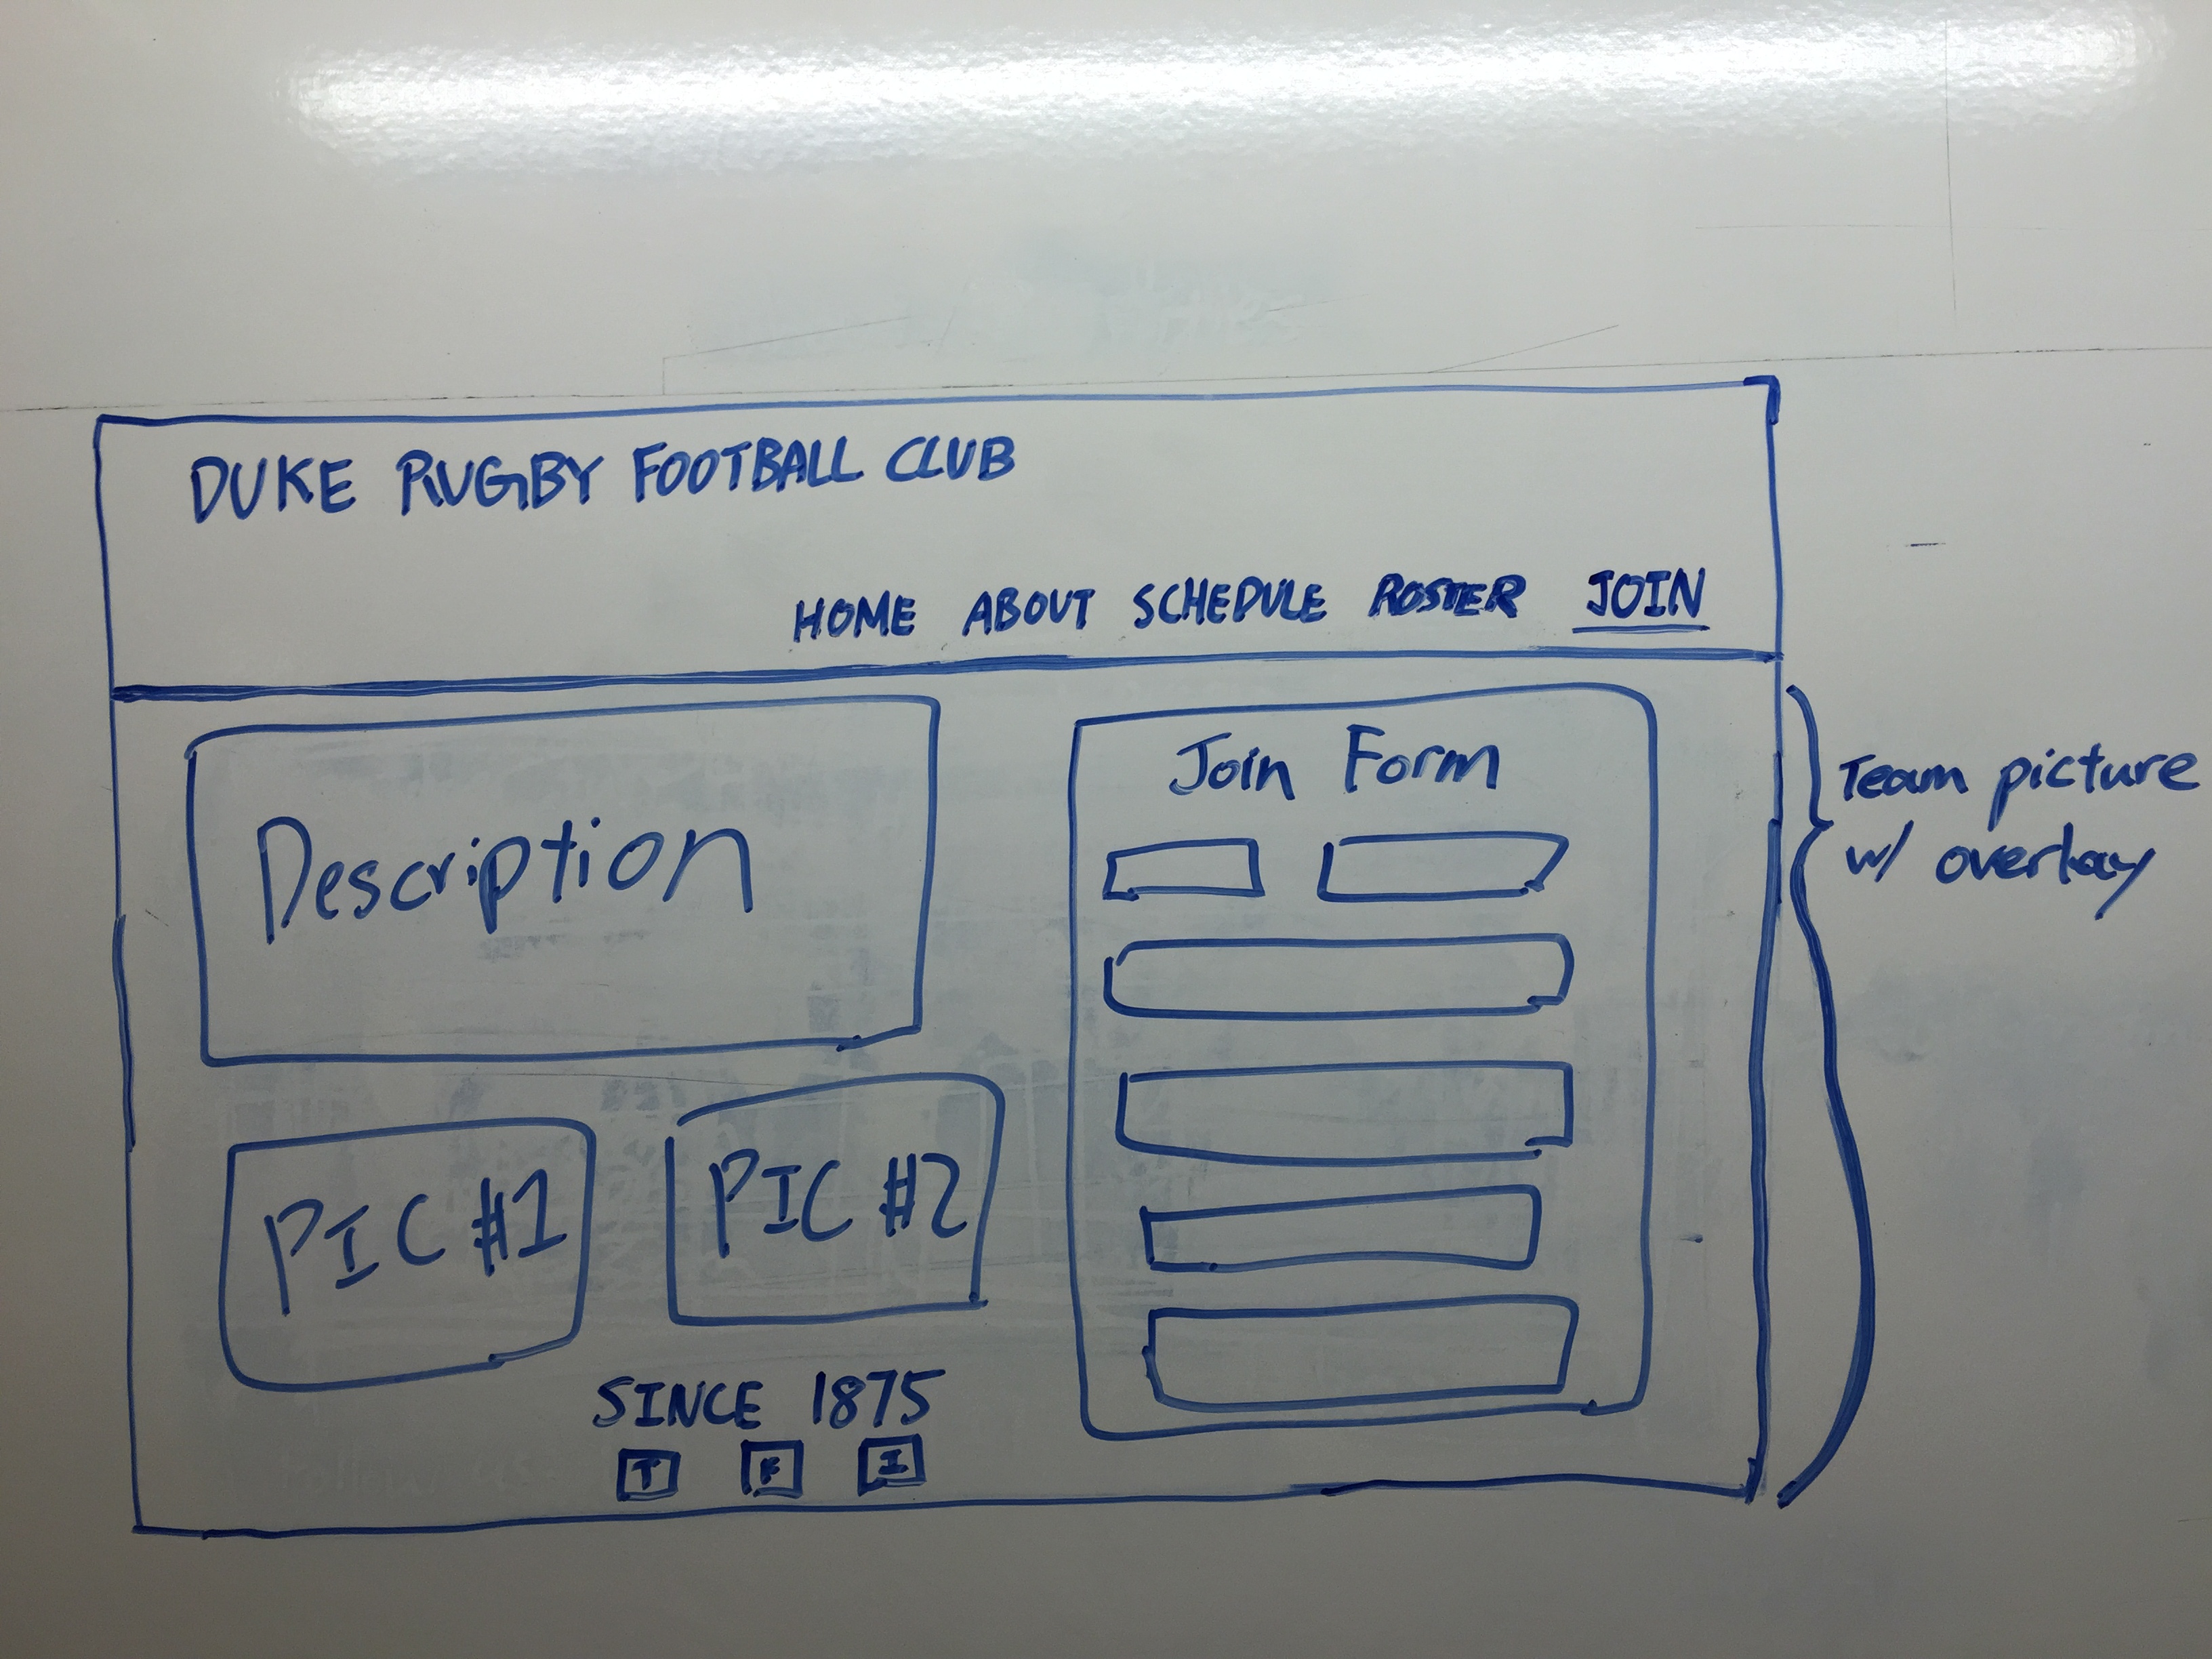 DUKE RUGBY FOOTBALL CLUB
HOME ABOUT SCHEDULE ROSTER JOIN
Description
Join Form
Team picture
w/ overlay
PIC #1
PIC #2
SINCE 1875
T F I